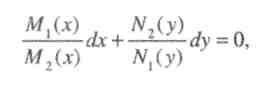 M₁(x)/M₂(x) dx + N₂(y)/N₁(y) dy = 0,